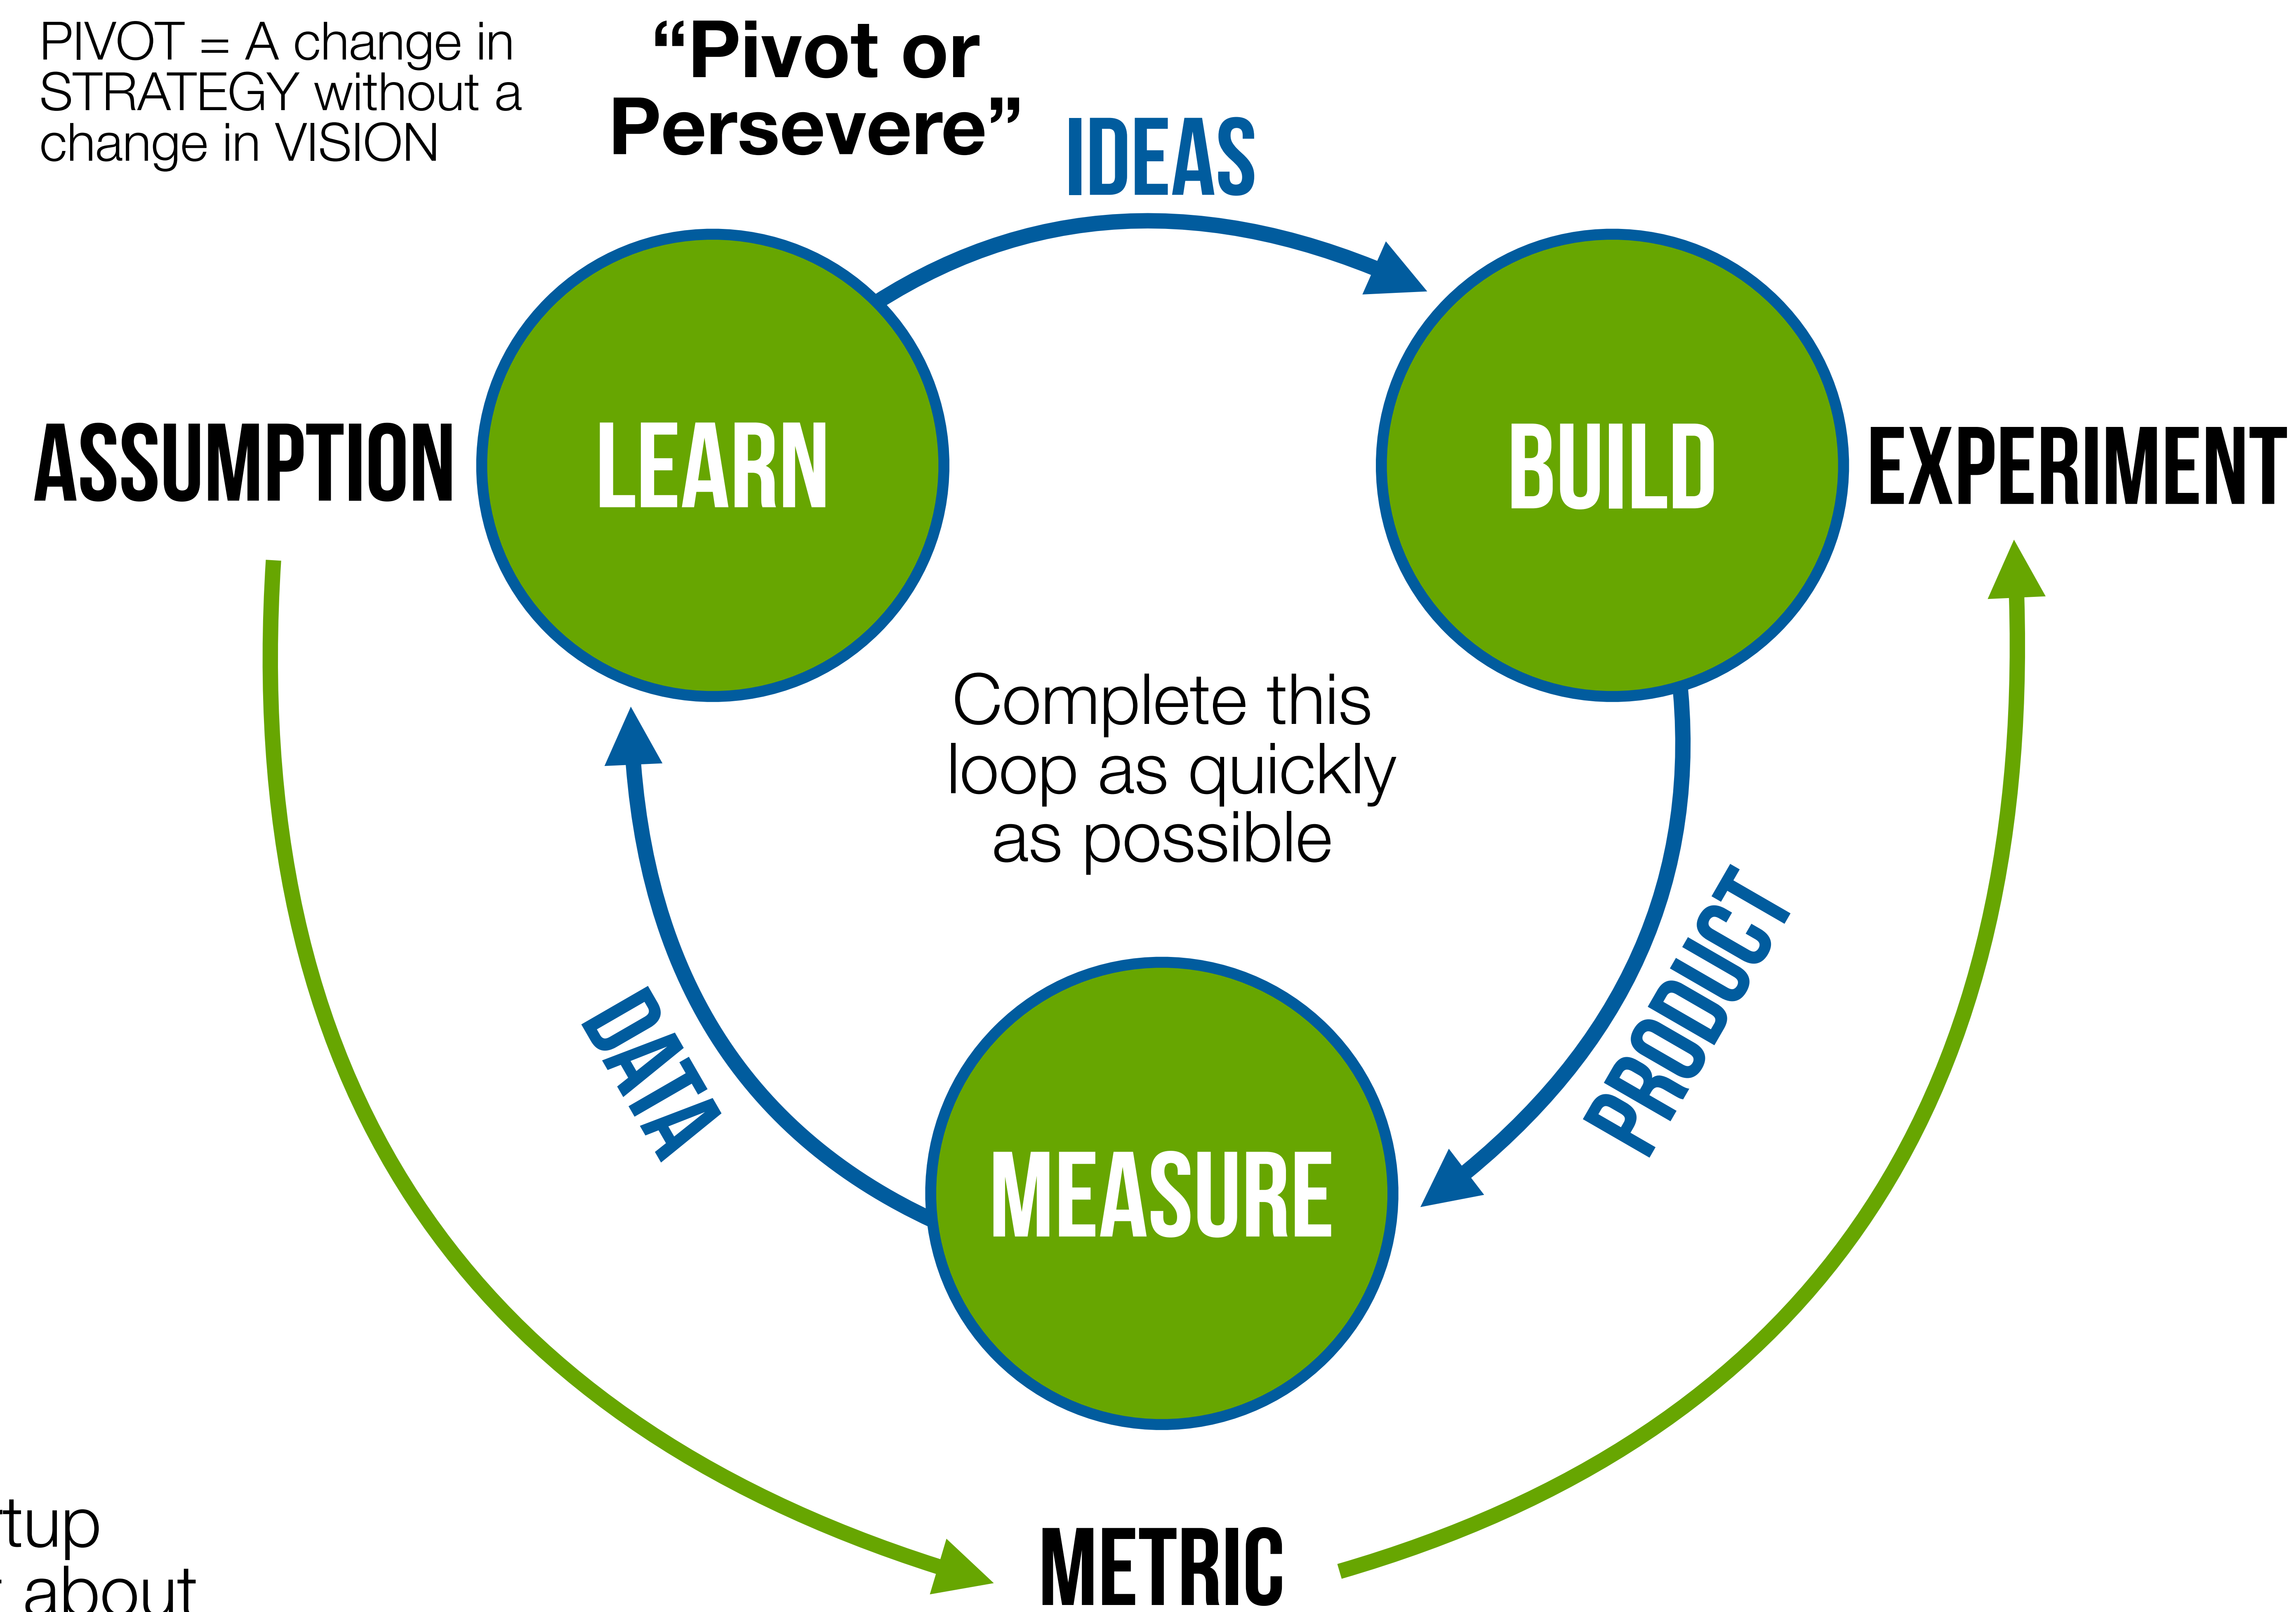 PIVOT = A change in
STRATEGY without a
change in VISION
“Pivot or
Persevere”
IDEAS
ASSUMPTION
LEARN
BUILD
EXPERIMENT
Complete this
loop as quickly
as possible
PRODUCT
DATA
MEASURE
METRIC
tup
about